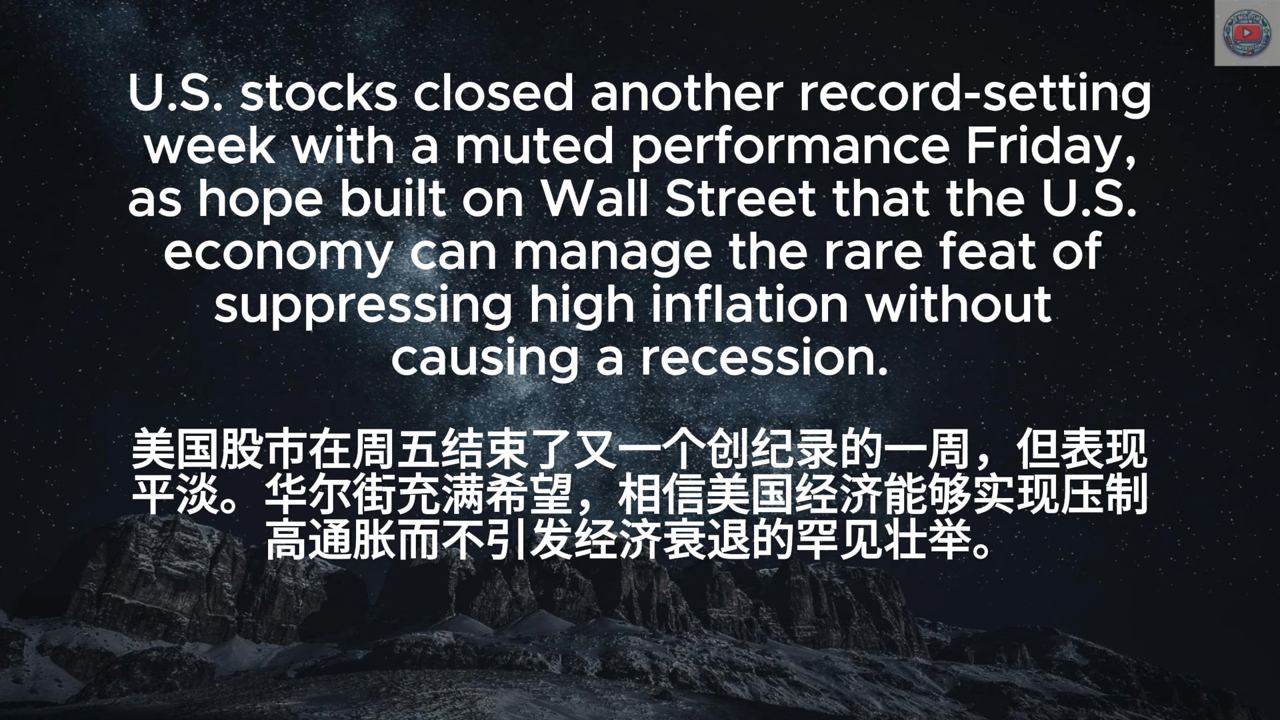 U.S. stocks closed another record-setting
week with a muted performance Friday,
as hope built on Wall Street that the U.S.
economy can manage the rare feat of
suppressing high inflation without
causing a recession.
美国股市在周五结束了又一个创纪录的一周，但表现
平淡。华尔街充满希望，相信美国经济能够实现压制
高通胀而不引发经济衰退的罕见壮举。